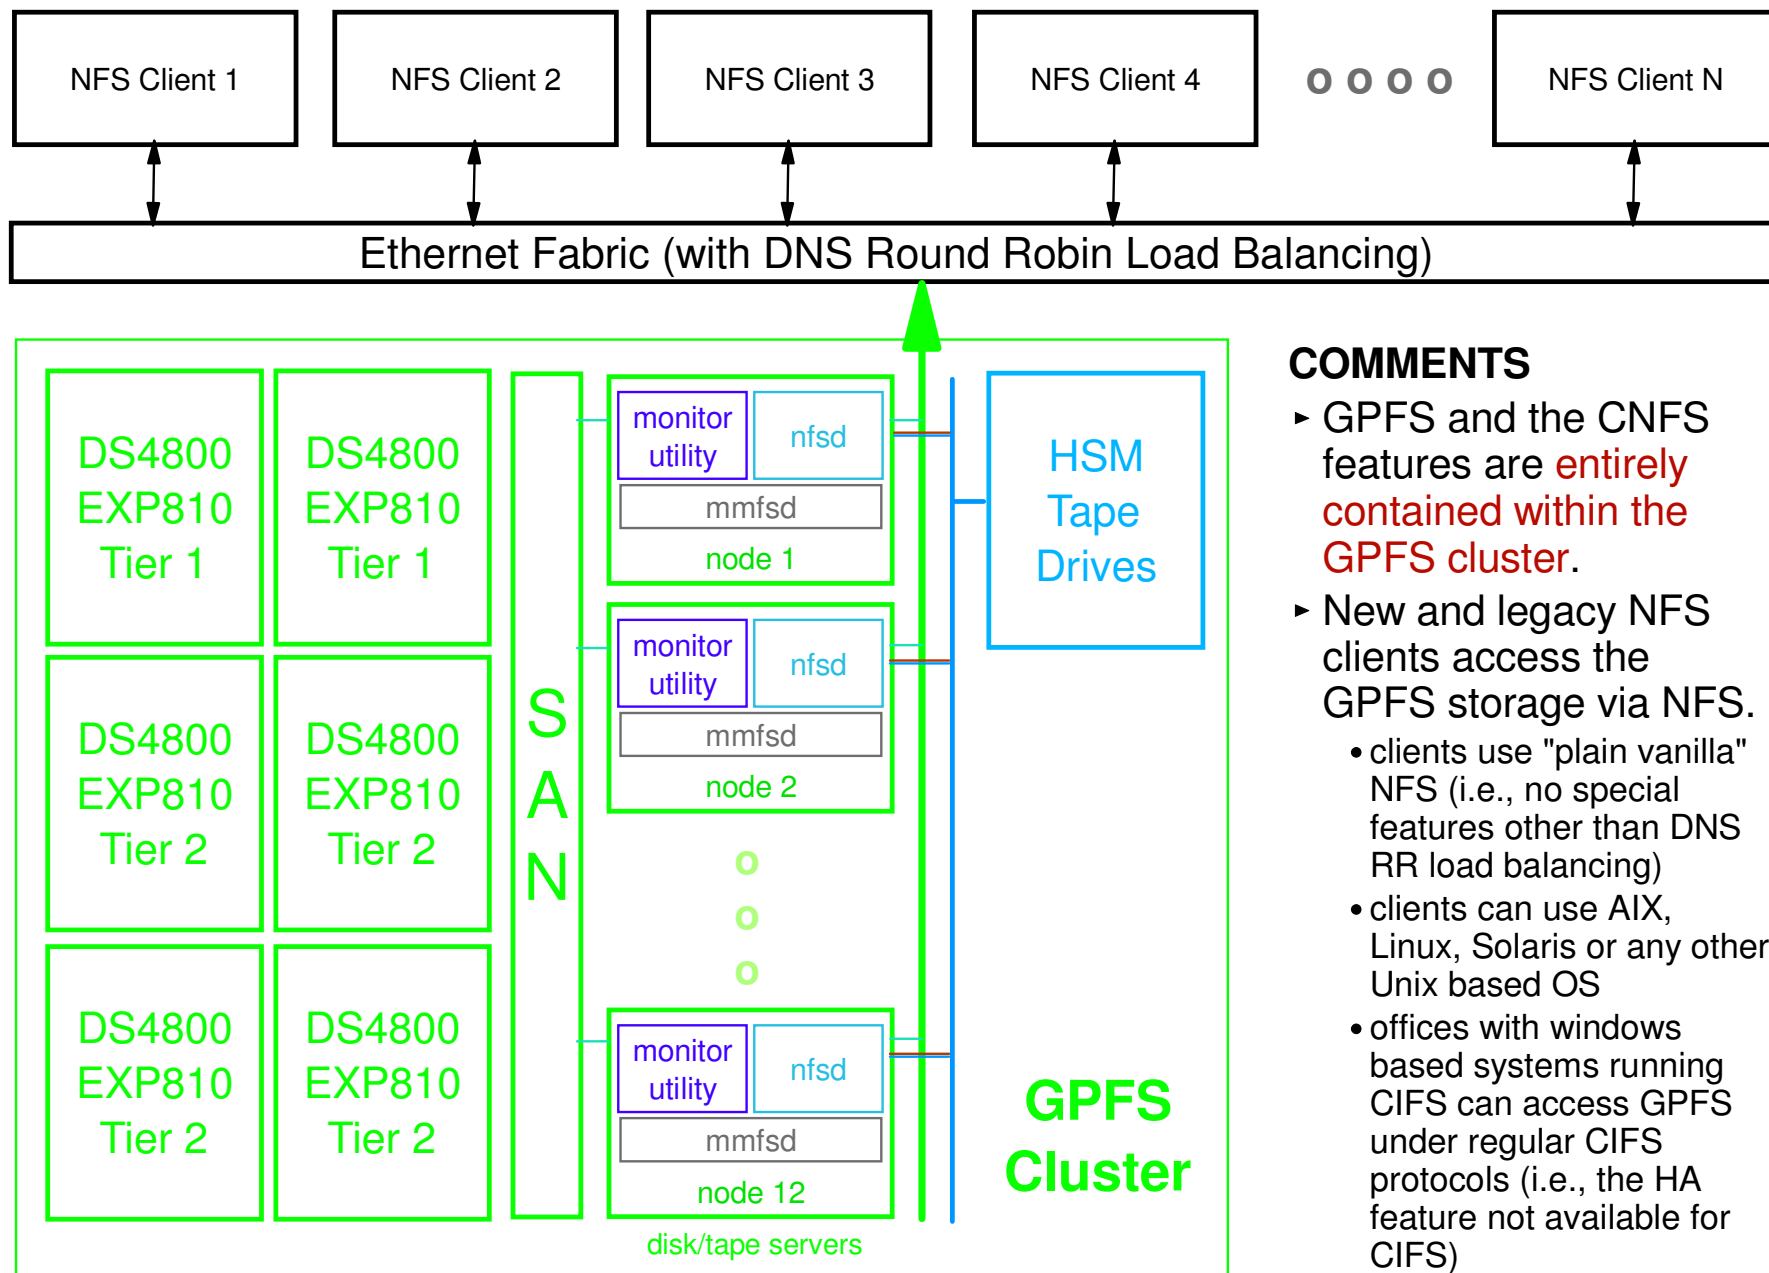 NFS Client 1
NFS Client 2
NFS Client 3
NFS Client 4
o o o o
NFS Client N
Ethernet Fabric (with DNS Round Robin Load Balancing)
DS4800
EXP810
Tier 1
DS4800
EXP810
Tier 1
DS4800
EXP810
Tier 2
DS4800
EXP810
Tier 2
DS4800
EXP810
Tier 2
DS4800
EXP810
Tier 2
S
A
N
monitor
utility
nfsd
mmfsd
node 1
monitor
utility
nfsd
mmfsd
node 2
o
o
o
monitor
utility
nfsd
mmfsd
node 12
disk/tape servers
HSM
Tape
Drives
GPFS
Cluster
COMMENTS
► GPFS and the CNFS
features are entirely
contained within the
GPFS cluster.
► New and legacy NFS
clients access the
GPFS storage via NFS.
• clients use "plain vanilla"
NFS (i.e., no special
features other than DNS
RR load balancing)
• clients can use AIX,
Linux, Solaris or any other
Unix based OS
• offices with windows
based systems running
CIFS can access GPFS
under regular CIFS
protocols (i.e., the HA
feature not available for
CIFS)